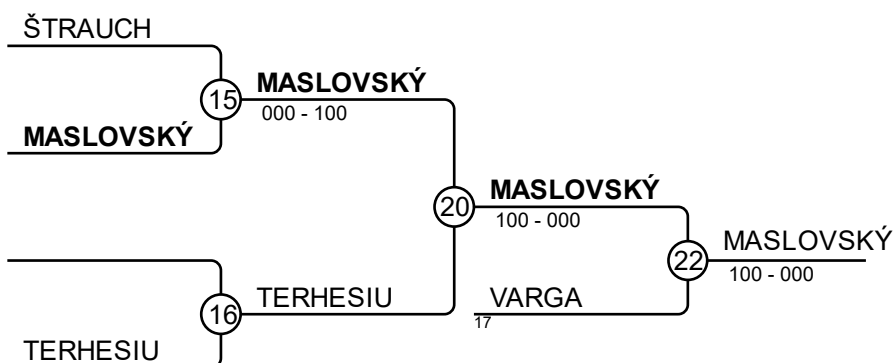 ŠTRAUCH
15
MASLOVSKÝ
000 - 100
MASLOVSKÝ
20
MASLOVSKÝ
100 - 000
22
MASLOVSKÝ
100 - 000
16
TERHESIU
VARGA
17
TERHESIU